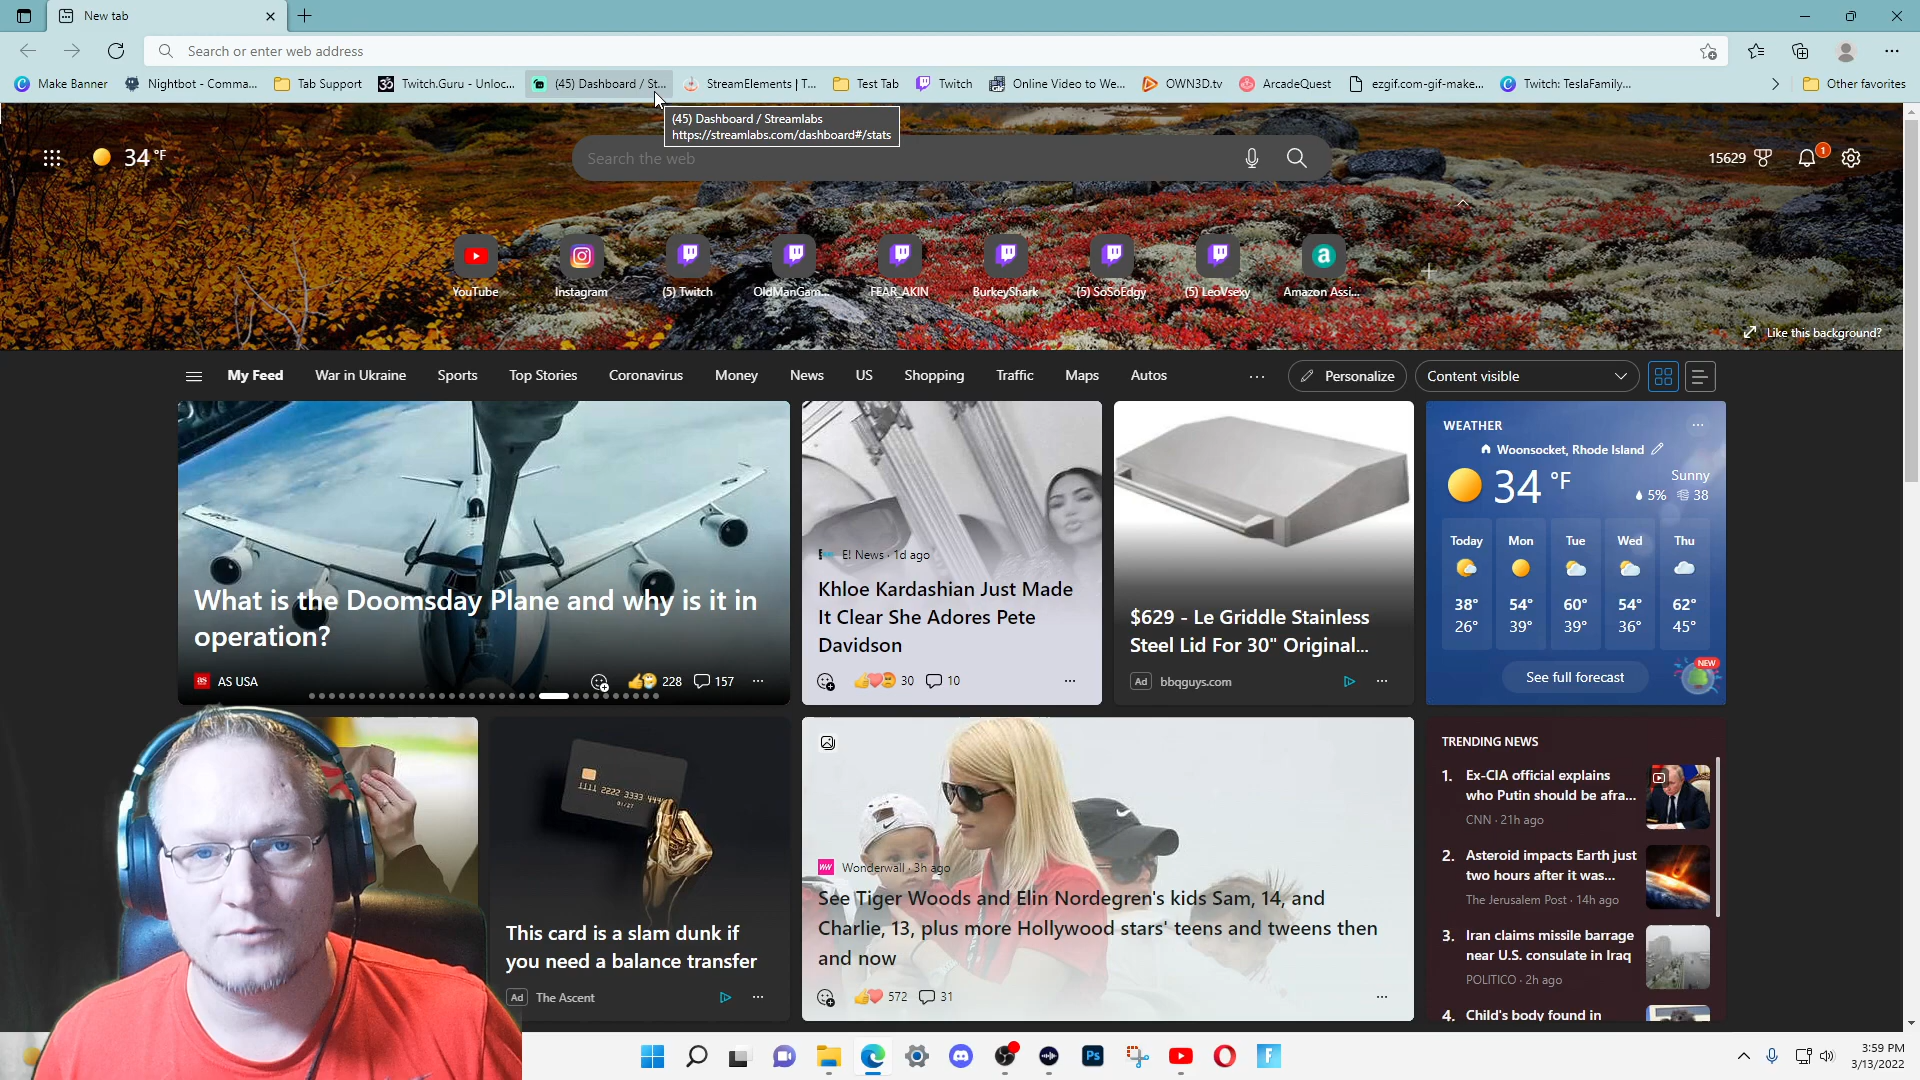 New tab
Search or enter web address
Make Banner
Nightbot - Comma...
Tab Support
Twitch.Guru - Unloc...
(45) Dashboard / St...
StreamElements | T...
Test Tab
Twitch
Online Video to We...
OWN3D.tv
ArcadeQuest
ezgif.com-gif-make...
Twitch: TeslaFamily...
Other favorites
(45) Dashboard / Streamlabs
https://streamlabs.com/dashboard#/stats
34 °F
Search the web
15629
1
YouTube
Instagram
(5) Twitch
OldManGam...
FEAR_AKIN
BurkeyShark
(5) SoSoEdgy
(5) LeoVsexy
Amazon Assi...
Like this background?
My Feed
War in Ukraine
Sports
Top Stories
Coronavirus
Money
News
US
Shopping
Traffic
Maps
Autos
Personalize
Content visible
What is the Doomsday Plane and why is it in
operation?
as AS USA
228
157
E! News · 1d ago
Khloe Kardashian Just Made
It Clear She Adores Pete
Davidson
30
10
$629 - Le Griddle Stainless
Steel Lid For 30" Original...
Ad bbqguys.com
WEATHER
Woonsocket, Rhode Island
34 °F
Sunny
5% 38
Today Mon Tue Wed Thu
38° 54° 60° 54° 62°
26° 39° 39° 36° 45°
See full forecast
NEW
1111 2222 3333 444
01/27
This card is a slam dunk if
you need a balance transfer
Ad The Ascent
Wonderwall · 3h ago
See Tiger Woods and Elin Nordegren's kids Sam, 14, and
Charlie, 13, plus more Hollywood stars' teens and tweens then
and now
572
31
TRENDING NEWS
1. Ex-CIA official explains
who Putin should be afra...
CNN · 21h ago
2. Asteroid impacts Earth just
two hours after it was...
The Jerusalem Post · 14h ago
3. Iran claims missile barrage
near U.S. consulate in Iraq
POLITICO · 2h ago
4. Child's body found in
Ps
F
3:59 PM
3/13/2022